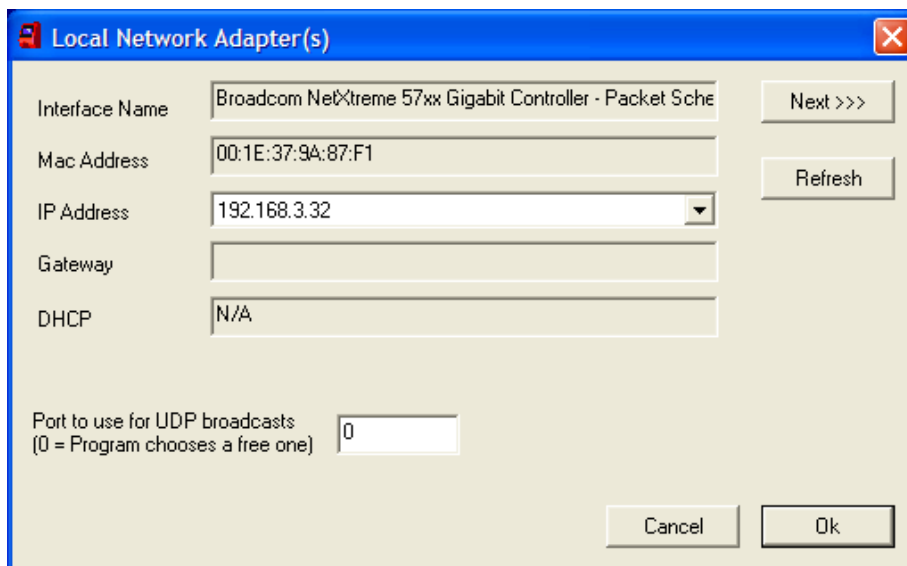 Local Network Adapter(s)
Interface Name Broadcom NetXtreme 57xx Gigabit Controller - Packet Sche Next >>>
Mac Address 00:1E:37:9A:87:F1
Refresh
IP Address 192.168.3.32
Gateway
DHCP N/A
Port to use for UDP broadcasts
(0 = Program chooses a free one) 0
Cancel Ok